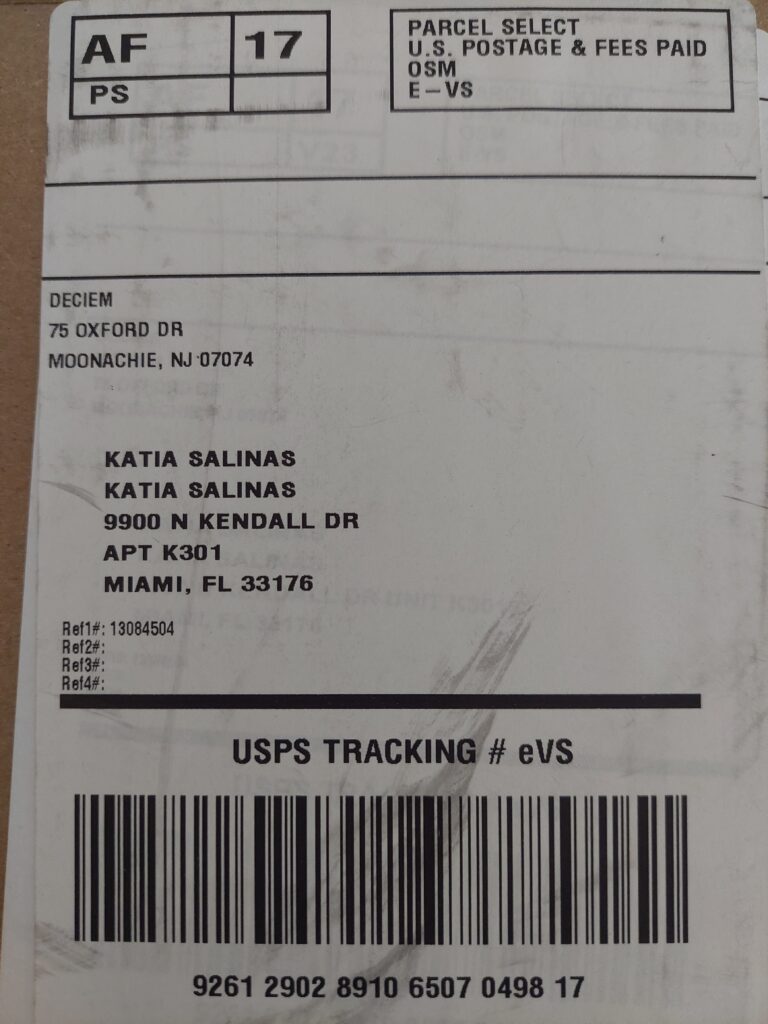 AF 17
PS
PARCEL SELECT
U.S. POSTAGE & FEES PAID
OSM
E-VS
DECIEM
75 OXFORD DR
MOONACHIE, NJ 07074
KATIA SALINAS
KATIA SALINAS
9900 N KENDALL DR
APT K301
MIAMI, FL 33176
Ref1#: 13084504
Ref2#:
Ref3#:
Ref4#:
USPS TRACKING # eVS
9261 2902 8910 6507 0498 17